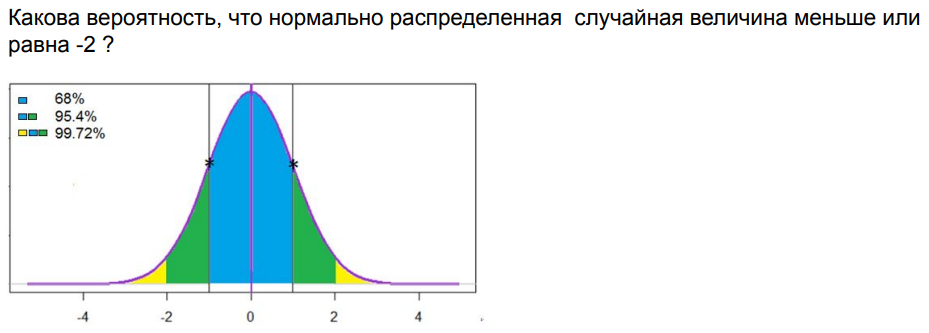 Какова вероятность, что нормально распределенная случайная величина меньше или
равна -2 ?
68%
95.4%
99.72%
-4 -2 0 2 4